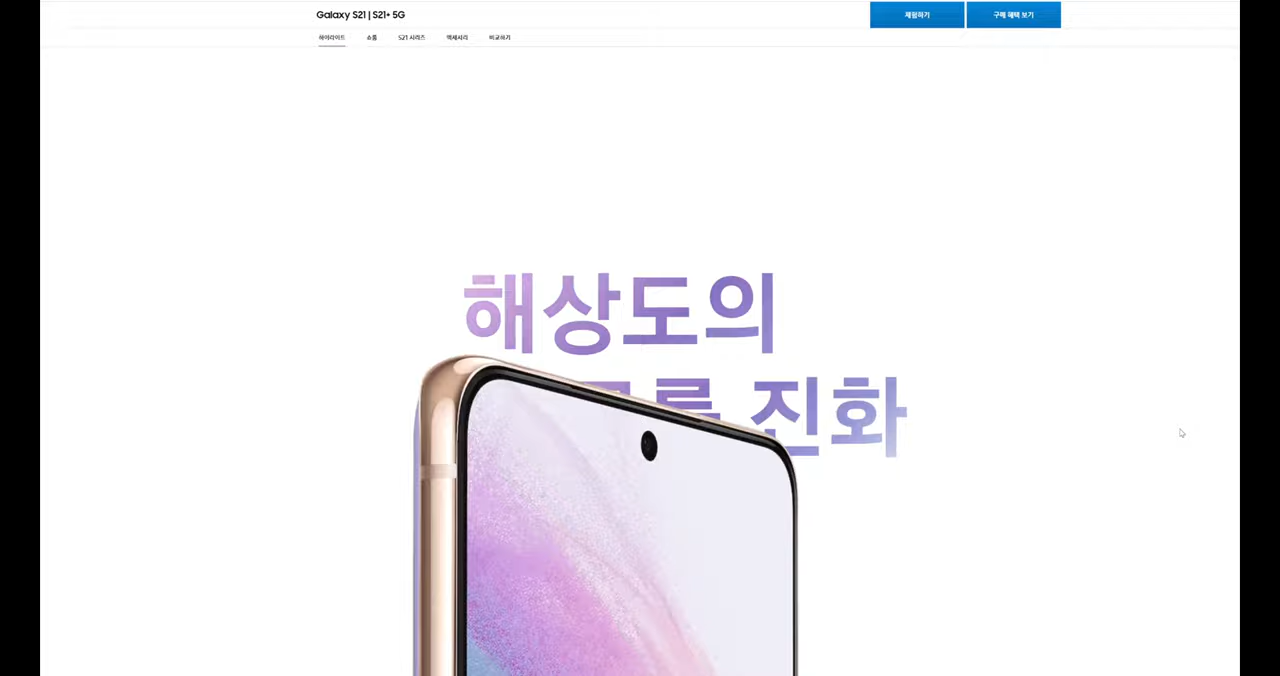 Galaxy S21 | S21+ 5G
체험하기
구매 혜택 보기
하이라이트
쇼룸
S21 시리즈
액세서리
비교하기
해상도의
진화